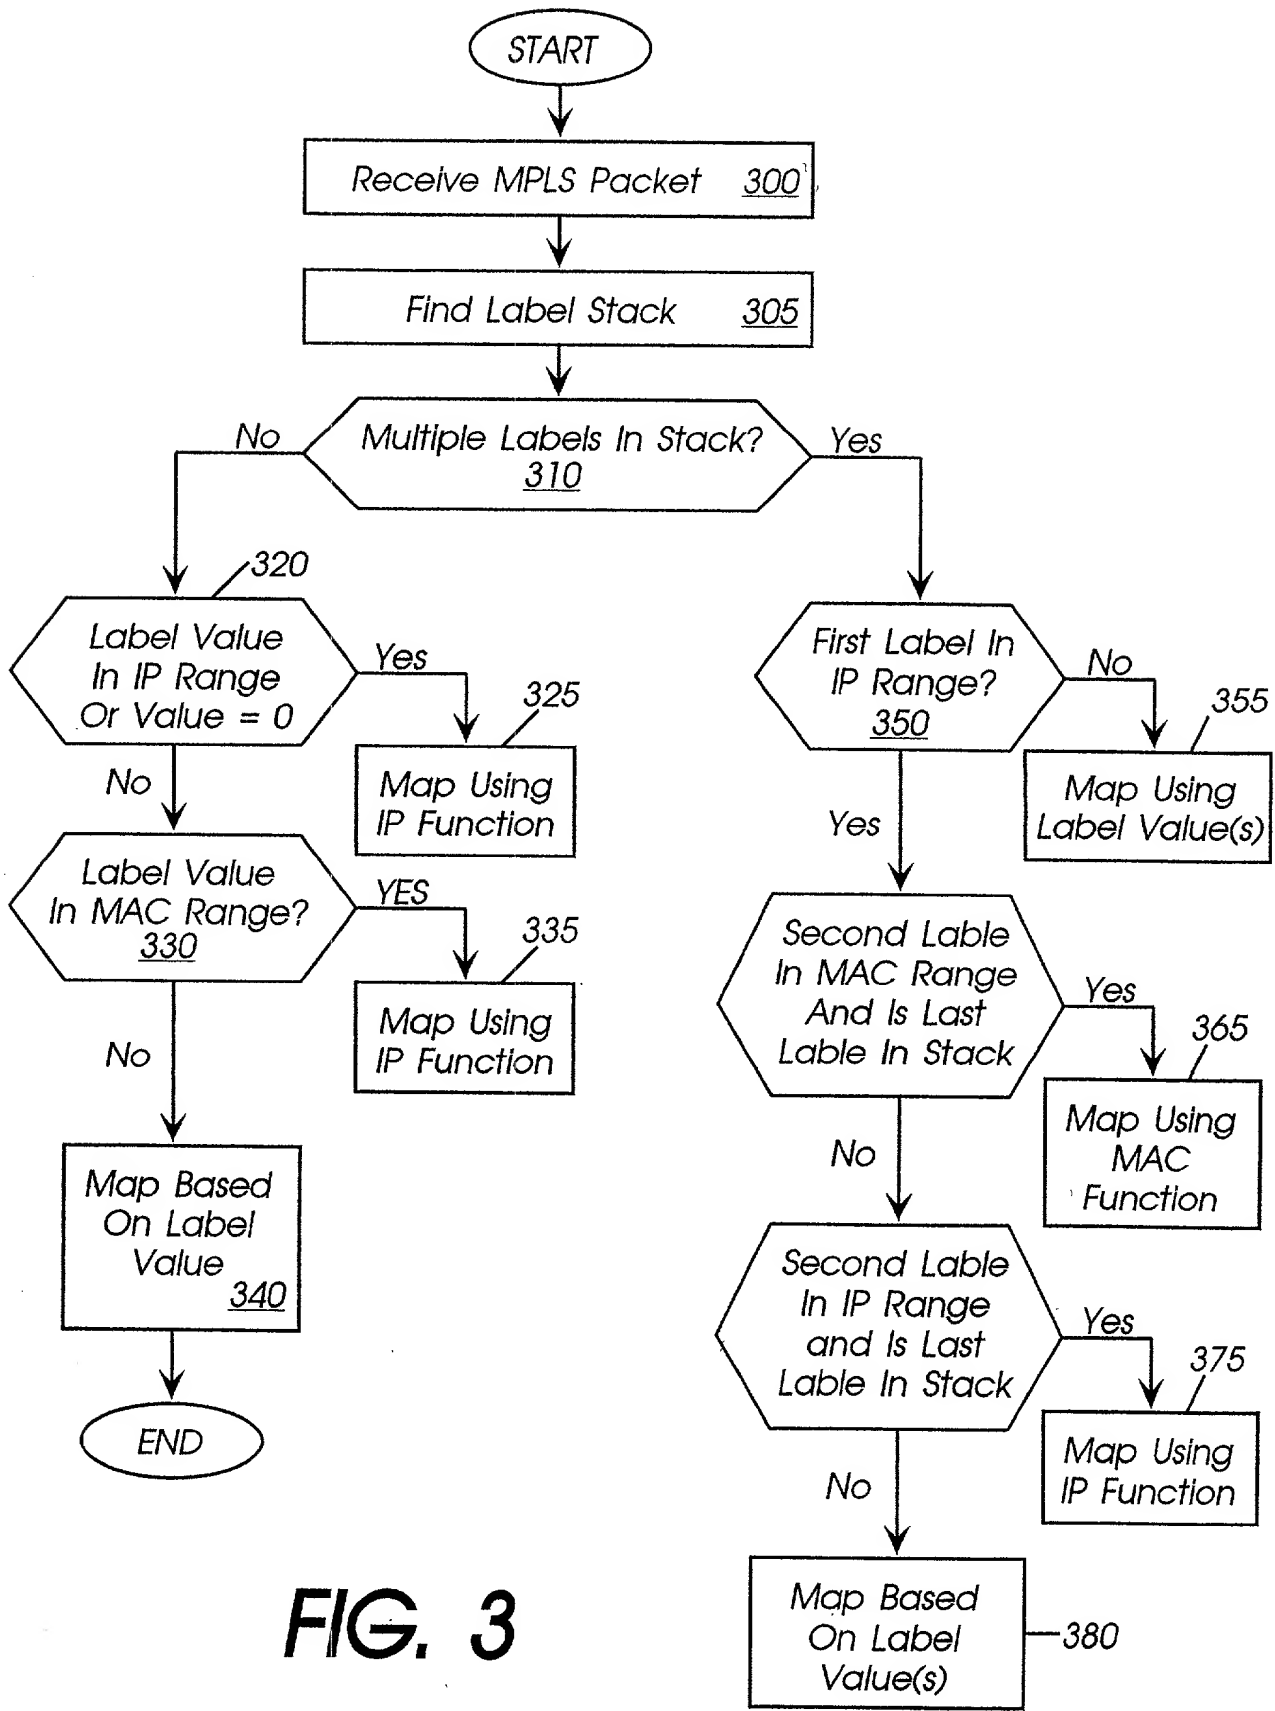 START
Receive MPLS Packet 300
Find Label Stack 305
No
Multiple Labels In Stack?
310
Yes
320
Label Value
In IP Range
Or Value = 0
Yes
325
Map Using
IP Function
No
Label Value
In MAC Range?
330
YES
335
Map Using
IP Function
No
Map Based
On Label
Value
340
END
First Label In
IP Range?
350
No
355
Map Using
Label Value(s)
Yes
Second Lable
In MAC Range
And Is Last
Lable In Stack
Yes
365
Map Using
MAC
Function
No
Second Lable
In IP Range
and Is Last
Lable In Stack
Yes
375
Map Using
IP Function
No
Map Based
On Label
Value(s)
380
FIG. 3